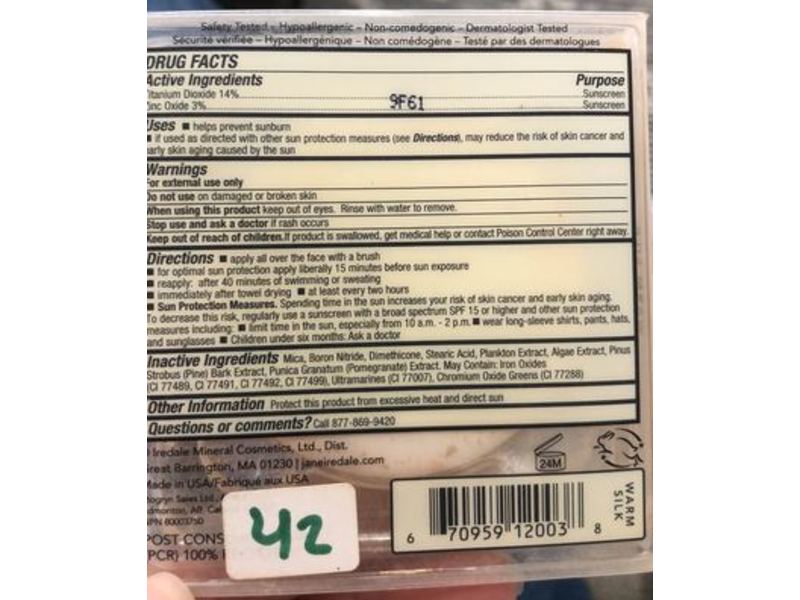 Safety Tested - Hypoallergenic - Non-comedogenic - Dermatologist Tested
Sécurité vérifiée - Hypoallergénique - Non comédogène - Testé par des dermatologues
DRUG FACTS
Active Ingredients Purpose
Titanium Dioxide 14% Sunscreen
Zinc Oxide 3% Sunscreen
9F61
Uses ■ helps prevent sunburn
■ if used as directed with other sun protection measures (see Directions), may reduce the risk of skin cancer and
early skin aging caused by the sun
Warnings
For external use only
Do not use on damaged or broken skin
When using this product keep out of eyes. Rinse with water to remove.
Stop use and ask a doctor if rash occurs
Keep out of reach of children. If product is swallowed, get medical help or contact Poison Control Center right away.
Directions ■ apply all over the face with a brush
■ for optimal sun protection apply liberally 15 minutes before sun exposure
■ reapply: after 40 minutes of swimming or sweating
■ immediately after towel drying ■ at least every two hours
■ Sun Protection Measures. Spending time in the sun increases your risk of skin cancer and early skin aging.
To decrease this risk, regularly use a sunscreen with a broad spectrum SPF 15 or higher and other sun protection
measures including: ■ limit time in the sun, especially from 10 a.m. - 2 p.m. ■ wear long-sleeve shirts, pants, hats,
and sunglasses ■ Children under six months: Ask a doctor
Inactive Ingredients Mica, Boron Nitride, Dimethicone, Stearic Acid, Plankton Extract, Algae Extract, Pinus
Strobus (Pine) Bark Extract, Punica Granatum (Pomegranate) Extract. May Contain: Iron Oxides
(CI 77489, CI 77491, CI 77492, CI 77499), Ultramarines (CI 77007), Chromium Oxide Greens (CI 77288)
Other Information Protect this product from excessive heat and direct sun
Questions or comments? Call 877-869-9420
Iredale Mineral Cosmetics, Ltd., Dist.
Great Barrington, MA 01230 | janeiredale.com
Made in USA/Fabriqué aux USA
Sales Ltd.
NPN 80003750
POST CONS
(PCR) 100%
42
24M
WARM
SILK
6 70959 12003 8